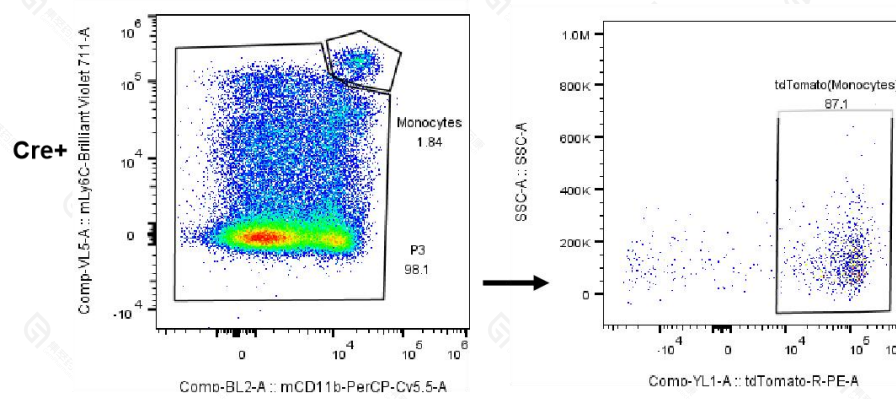 Cre+
Comp-VL5-A :: mLy6C-Brilliant Violet 711-A
10^6
10^5
10^4
0
-10^4
Monocytes
1.84
P3
98.1
0
10^4
10^5
10^6
Comp-BL2-A :: mCD11b-PerCP-Cy5.5-A
SSC-A :: SSC-A
1.0M
800K
600K
400K
200K
0
tdTomato(Monocytes)
87.1
-10^4
0
10^4
10^5
Comp-YL1-A :: tdTomato-R-PE-A